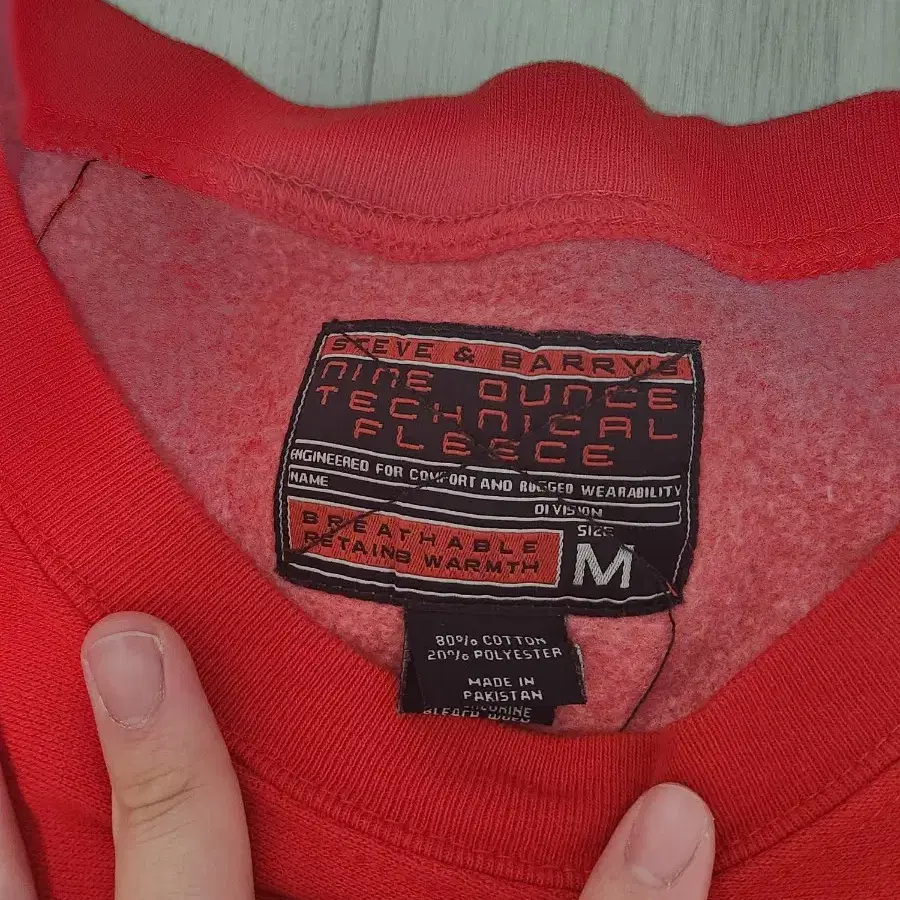 STEVE & BARRY'S
NINE OUNCE
TECHNICAL
FLEECE
ENGINEERED FOR COMFORT AND RUGGED WEARABILITY
NAME
DIVISION
BREATHABLE
RETAINS WARMTH
SIZE
M
80% COTTON
20% POLYESTER
MADE IN
PAKISTAN